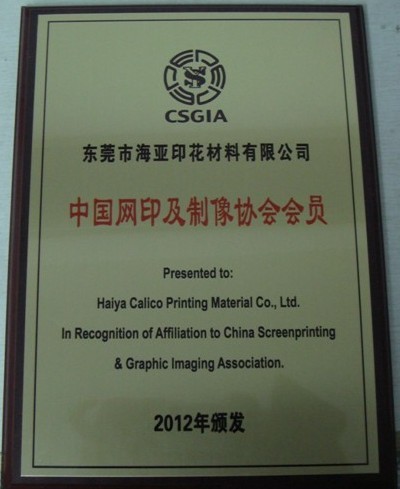 CSGIA
东莞市海亚印花材料有限公司
中国网印及制像协会会员
Presented to:
Haiya Calico Printing Material Co., Ltd.
In Recognition of Affiliation to China Screenprinting
& Graphic Imaging Association.
2012年颁发